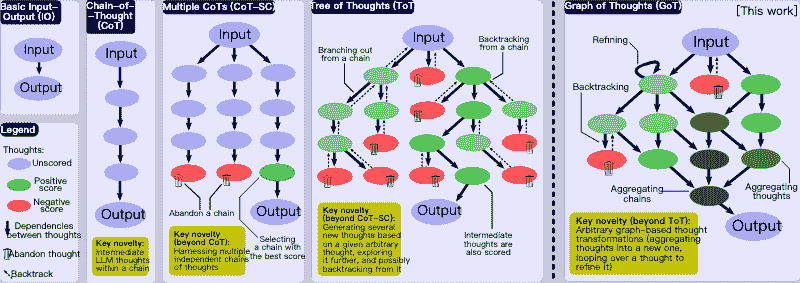 Basic Input-
Output (IO)
Input
Output
Legend
Thoughts:
Unscored
Positive
score
Negative
score
Dependencies
between thoughts
Abandon thought
Backtrack
Chain-of-
-Thought
(CoT)
Input
Output
Key novelty:
Intermediate
LLM thoughts
within a chain
Multiple CoTs (CoT-SC)
Input
Abandon a chain
Output
Selecting
a chain with
the best score
Key novelty
(beyond CoT):
Harnessing multiple
independent chains
of thoughts
Tree of Thoughts (ToT)
Input
Branching out
from a chain
Backtracking
from a chain
Output
Intermediate
thoughts are
also scored
Key novelty
(beyond CoT-SC):
Generating several
new thoughts based
on a given arbitrary
thought, exploring
it further, and possibly
backtracking from it
Graph of Thoughts (GoT)
[This work]
Refining
Input
Backtracking
Aggregating
chains
Aggregating
thoughts
Output
Key novelty (beyond ToT):
Arbitrary graph-based thought
transformations (aggregating
thoughts into a new one,
looping over a thought to
refine it)